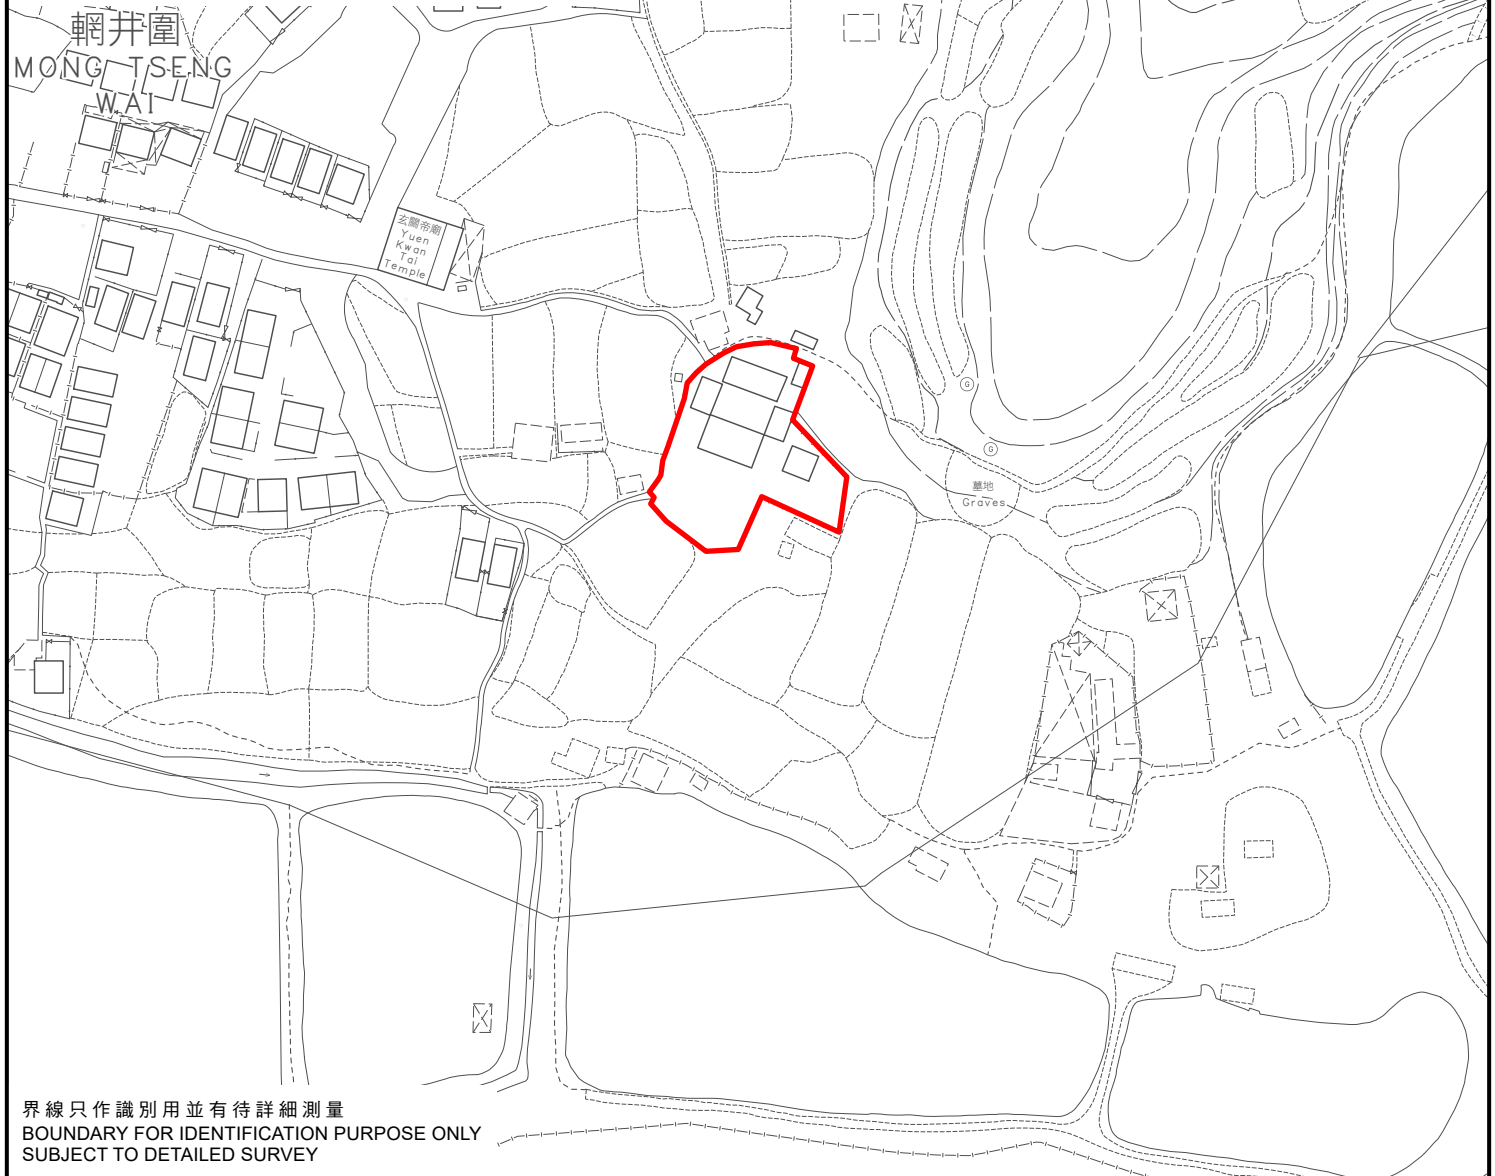 輞井圍
MONG TSENG
WAI
玄關帝廟
Yuen
Kwan
Tai
Temple
G
G
墓地
Graves
界線只作識別用並有待詳細測量
BOUNDARY FOR IDENTIFICATION PURPOSE ONLY
SUBJECT TO DETAILED SURVEY